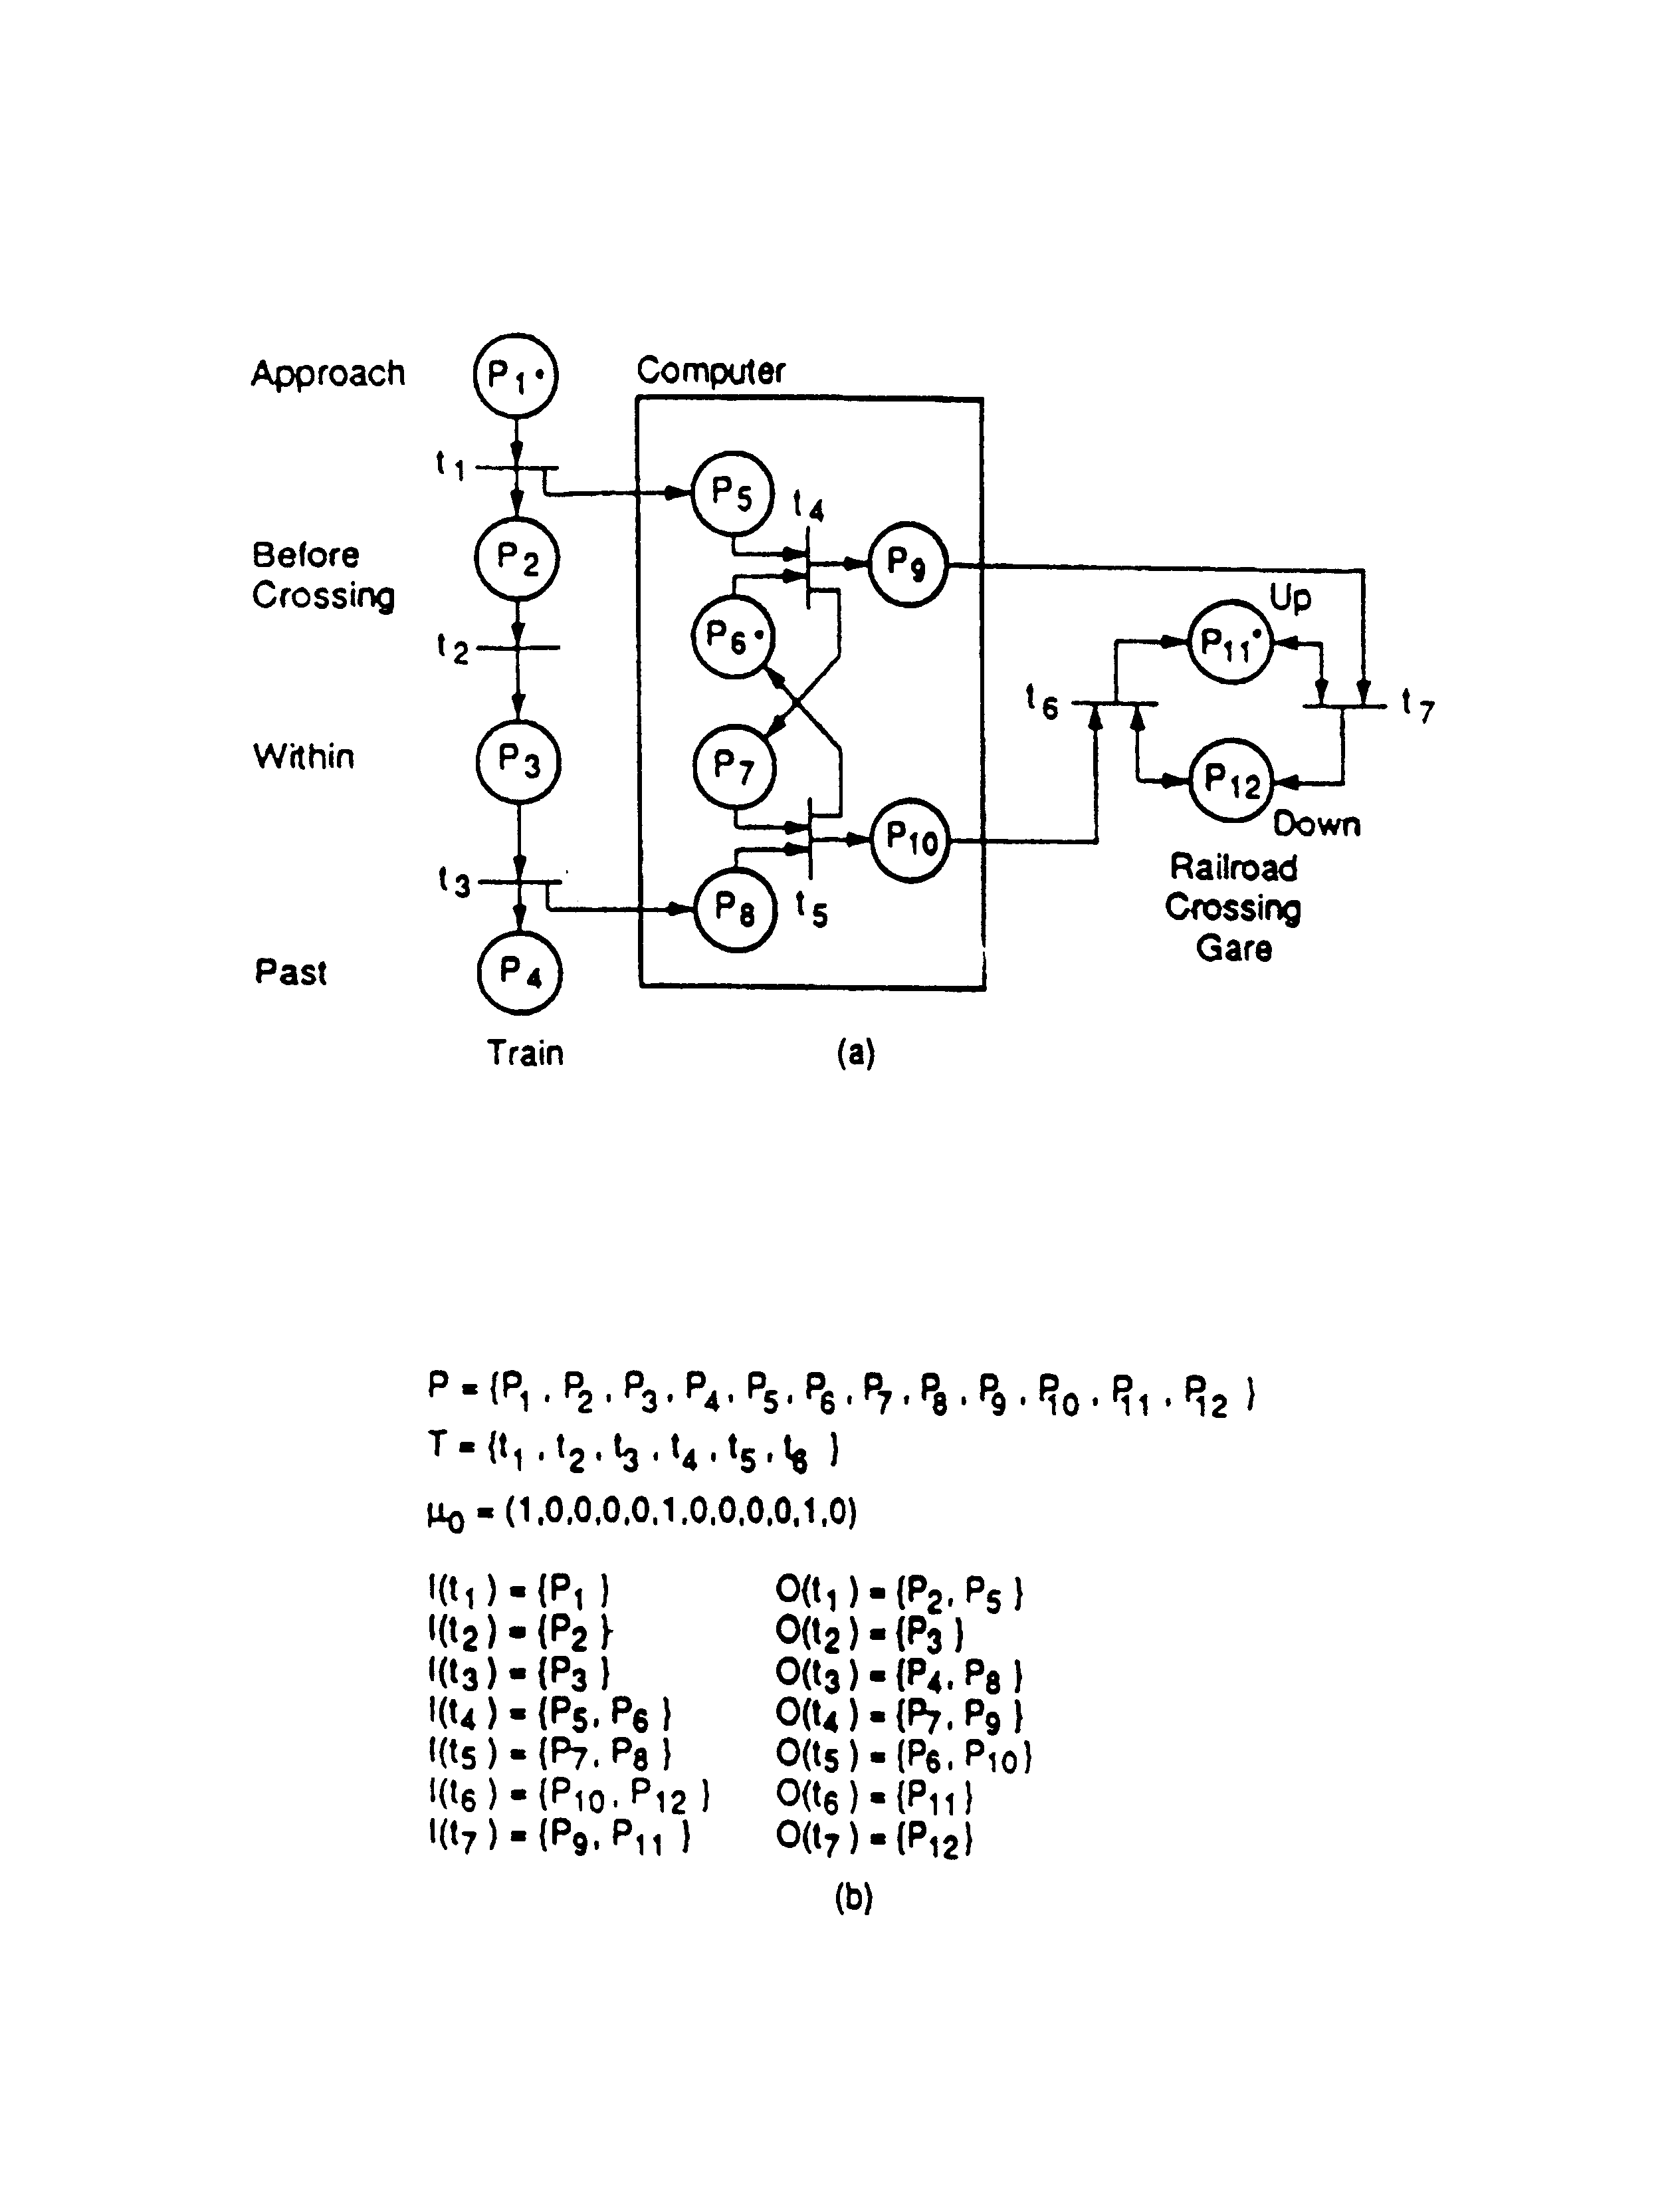 Approach
P1
Computer
t1
P5
t4
Before
Crossing
P2
P9
Up
t2
P6
P11
t6
t7
Within
P3
P7
P12
Down
P10
t3
P8
t5
Railroad
Crossing
Gare
Past
P4
Train
(a)
P = {P1, P2, P3, P4, P5, P6, P7, P8, P9, P10, P11, P12 }
T = {t1, t2, t3, t4, t5, t6 }
μ0 = (1,0,0,0,0,1,0,0,0,0,1,0)
I(t1) = {P1 } O(t1) = {P2, P5 }
I(t2) = {P2 } O(t2) = {P3 }
I(t3) = {P3 } O(t3) = {P4, P8 }
I(t4) = {P5, P6 } O(t4) = {P7, P9 }
I(t5) = {P7, P8 } O(t5) = {P6, P10}
I(t6) = {P10, P12 } O(t6) = {P11}
I(t7) = {P9, P11 } O(t7) = {P12}
(b)